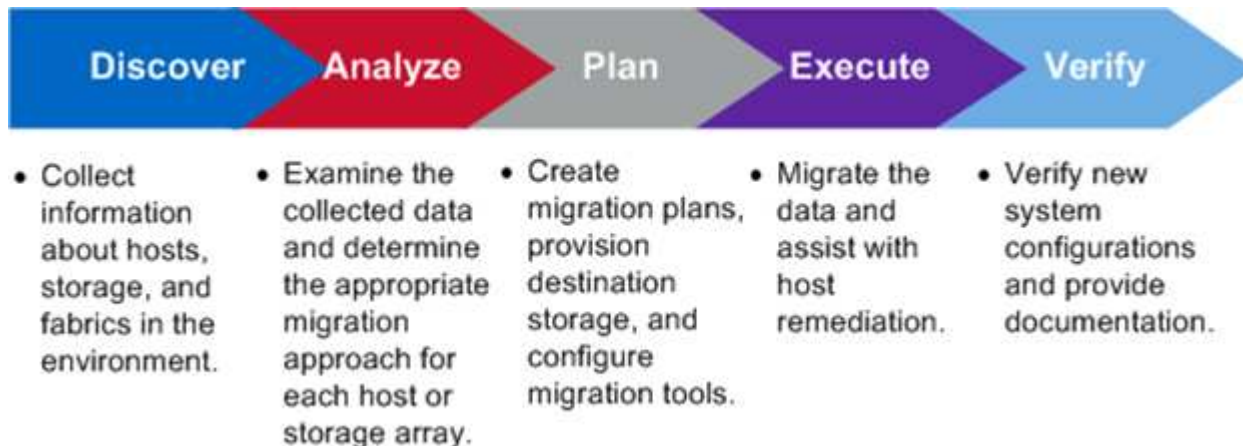 Discover Analyze Plan Execute Verify
• Collect
information
about hosts,
storage, and
fabrics in the
environment.
• Examine the
collected data
and determine
the appropriate
migration
approach for
each host or
storage array.
• Create
migration plans,
provision
destination
storage, and
configure
migration tools.
• Migrate the
data and
assist with
host
remediation.
• Verify new
system
configurations
and provide
documentation.